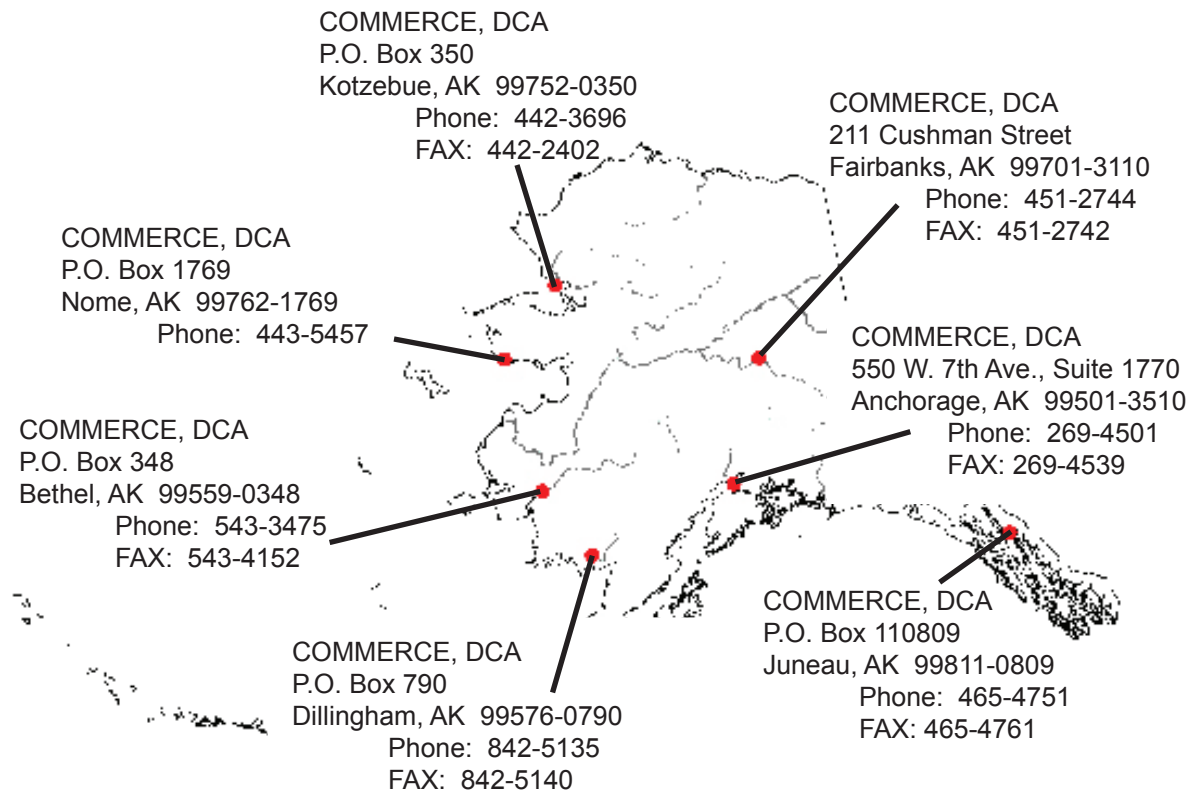 COMMERCE, DCA
P.O. Box 350
Kotzebue, AK  99752-0350
Phone:  442-3696
FAX:  442-2402
COMMERCE, DCA
211 Cushman Street
Fairbanks, AK  99701-3110
Phone:  451-2744
FAX:  451-2742
COMMERCE, DCA
P.O. Box 1769
Nome, AK  99762-1769
Phone:  443-5457
COMMERCE, DCA
550 W. 7th Ave., Suite 1770
Anchorage, AK  99501-3510
Phone:  269-4501
FAX: 269-4539
COMMERCE, DCA
P.O. Box 348
Bethel, AK  99559-0348
Phone:  543-3475
FAX:  543-4152
COMMERCE, DCA
P.O. Box 110809
Juneau, AK  99811-0809
Phone:  465-4751
FAX: 465-4761
COMMERCE, DCA
P.O. Box 790
Dillingham, AK  99576-0790
Phone:  842-5135
FAX:  842-5140